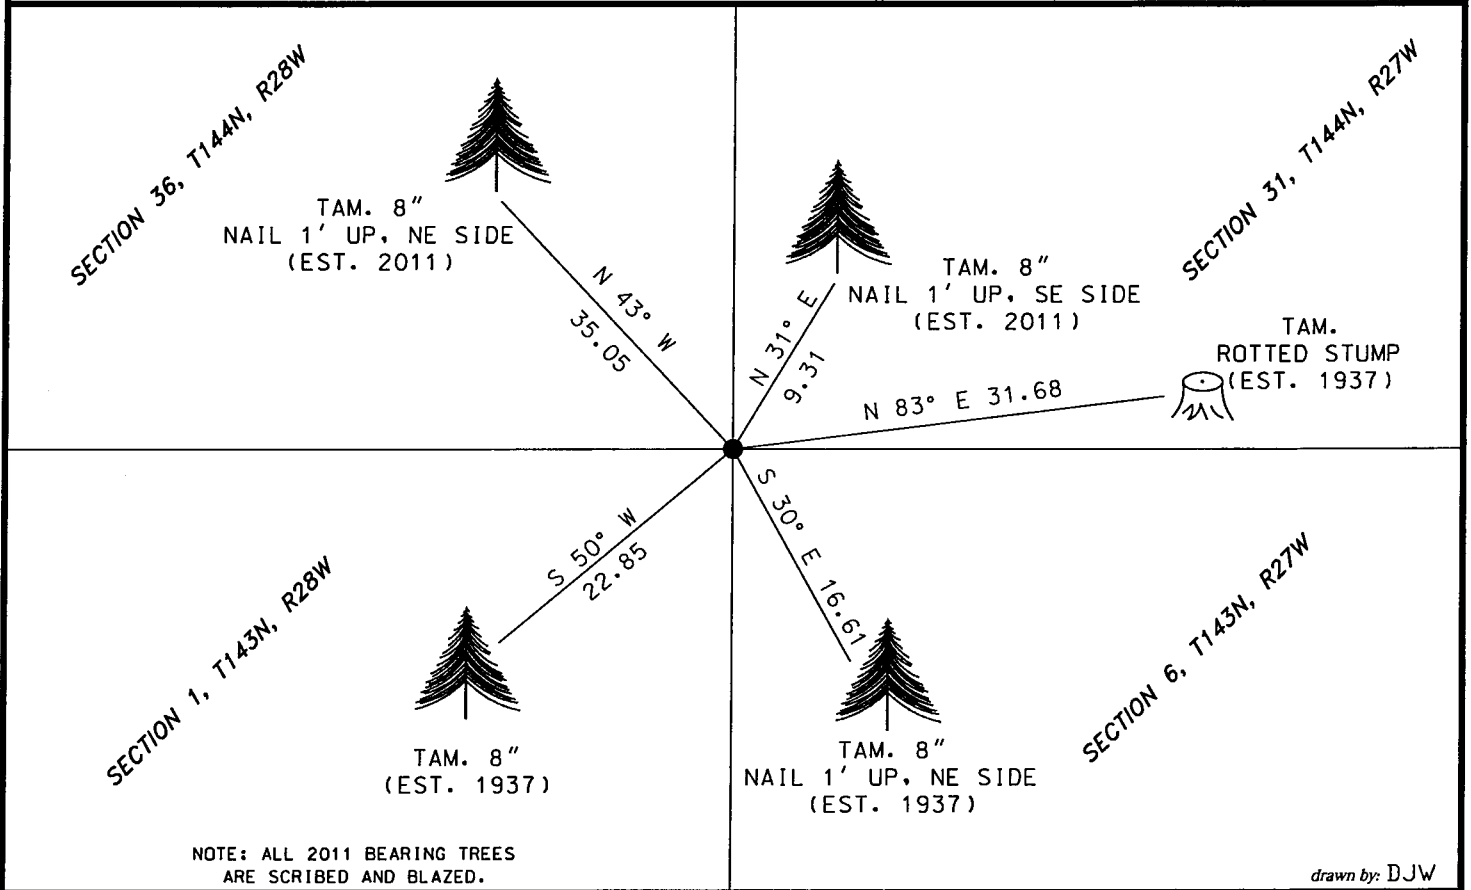 SECTION 36, T144N, R28W
TAM. 8"
NAIL 1' UP, NE SIDE
(EST. 2011)
N 43° W
35.05
SECTION 31, T144N, R27W
TAM. 8"
NAIL 1' UP, SE SIDE
(EST. 2011)
N 31° E
9.31
TAM.
ROTTED STUMP
(EST. 1937)
N 83° E 31.68
SECTION 1, T143N, R28W
S 50° W
22.85
TAM. 8"
(EST. 1937)
S 30° E 16.61
TAM. 8"
NAIL 1' UP, NE SIDE
(EST. 1937)
SECTION 6, T143N, R27W
NOTE: ALL 2011 BEARING TREES
ARE SCRIBED AND BLAZED.
drawn by: DJW